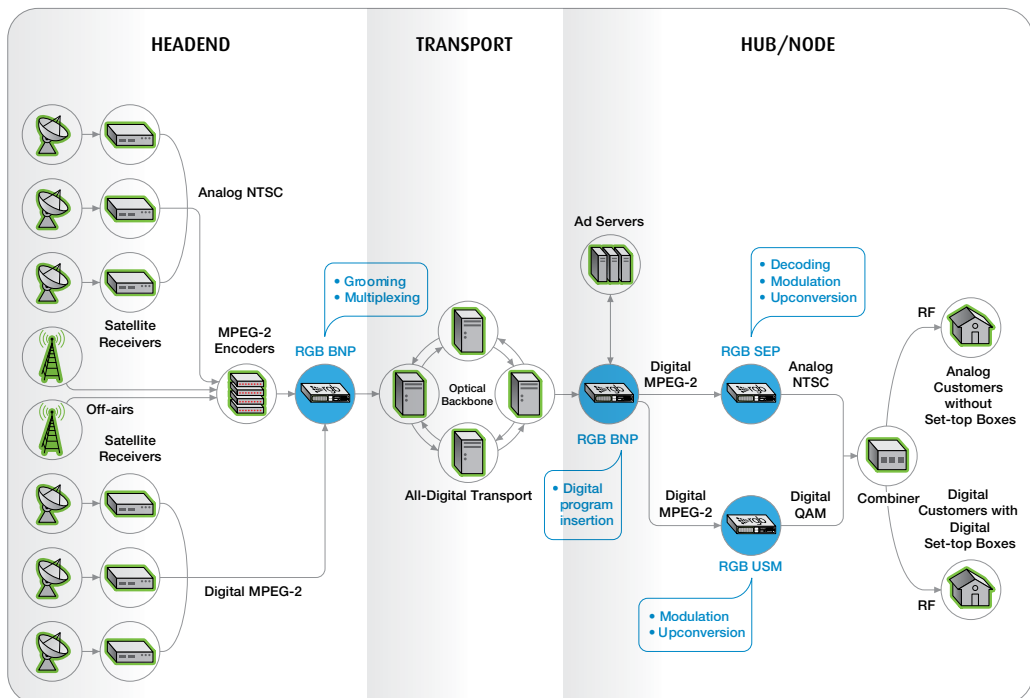 HEADEND
TRANSPORT
HUB/NODE
Analog NTSC
Satellite
Receivers
MPEG-2
Encoders
• Grooming
• Multiplexing
RGB BNP
Off-airs
Satellite
Receivers
Digital MPEG-2
Optical
Backbone
All-Digital Transport
Ad Servers
RGB BNP
• Digital
program
insertion
Digital
MPEG-2
Digital
MPEG-2
• Decoding
• Modulation
• Upconversion
RGB SEP
Analog
NTSC
RGB USM
Digital
QAM
• Modulation
• Upconversion
Combiner
RF
Analog
Customers
without
Set-top Boxes
Digital
Customers with
Digital
Set-top Boxes
RF